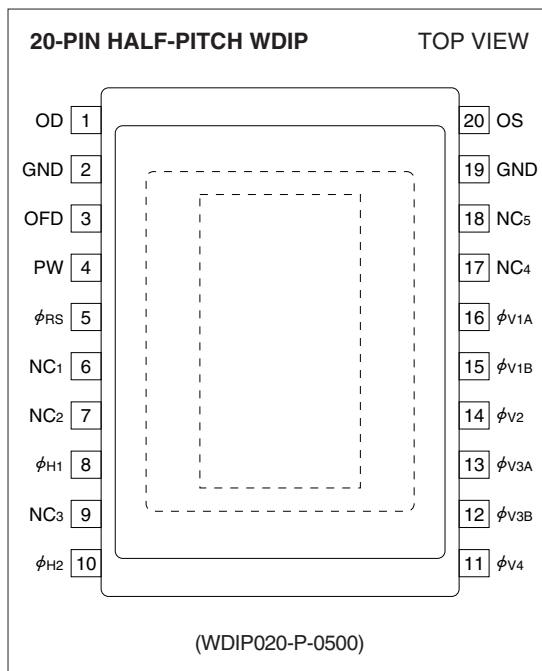 20-PIN HALF-PITCH WDIP TOP VIEW
OD 1 20 OS
GND 2 19 GND
OFD 3 18 NC5
PW 4 17 NC4
ϕRS 5 16 ϕV1A
NC1 6 15 ϕV1B
NC2 7 14 ϕV2
ϕH1 8 13 ϕV3A
NC3 9 12 ϕV3B
ϕH2 10 11 ϕV4
(WDIP020-P-0500)